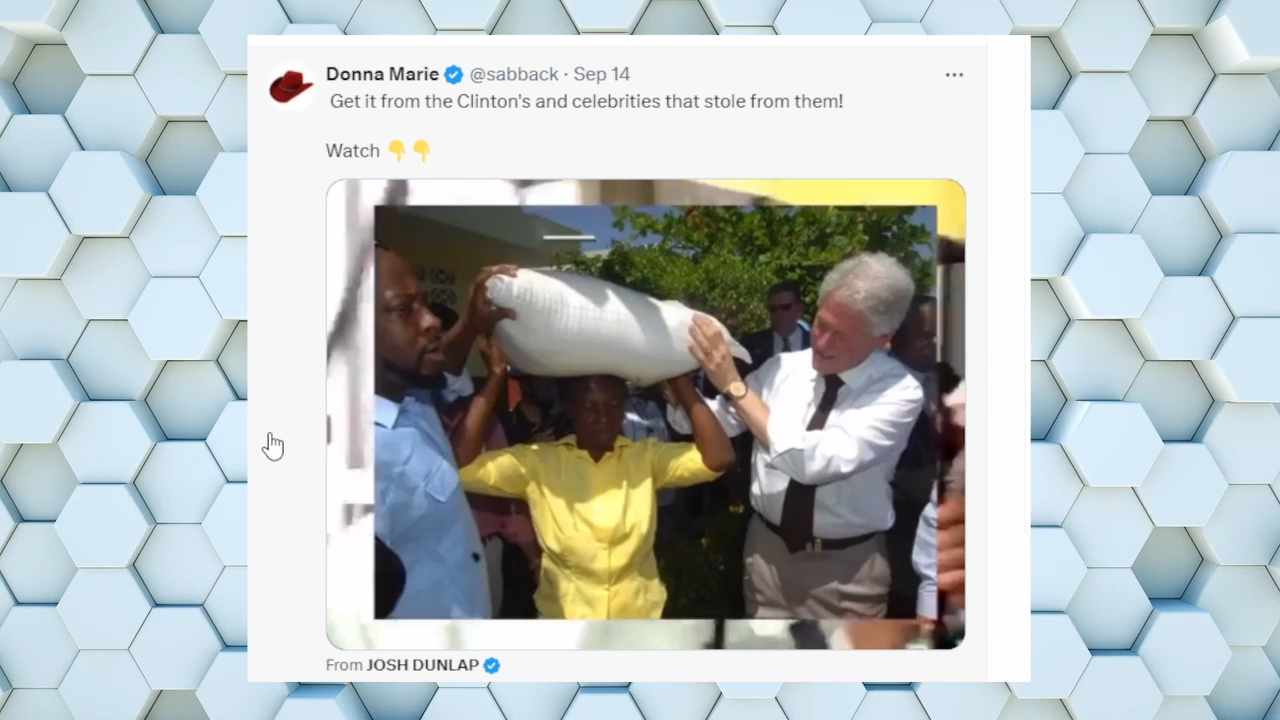 Donna Marie @sabback · Sep 14
Get it from the Clinton's and celebrities that stole from them!
Watch 👇👇
From JOSH DUNLAP